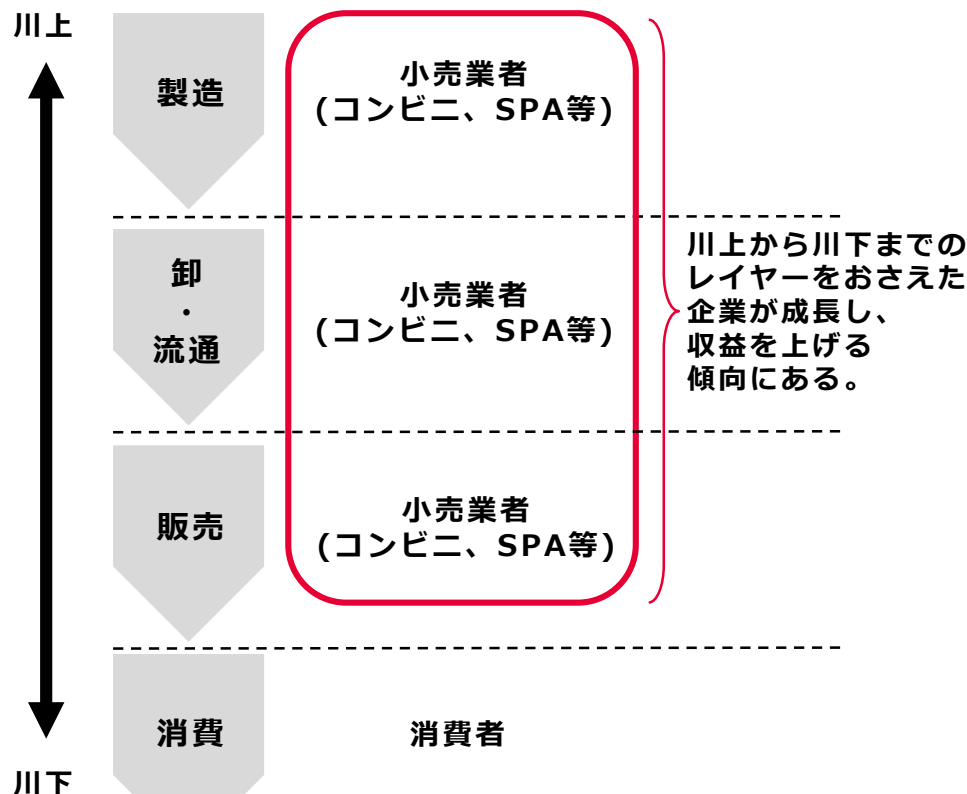 川上
製造
小売業者
(コンビニ、SPA等)
卸
・
流通
小売業者
(コンビニ、SPA等)
川上から川下までの
レイヤーをおさえた
企業が成長し、
収益を上げる
傾向にある。
販売
小売業者
(コンビニ、SPA等)
消費
消費者
川下